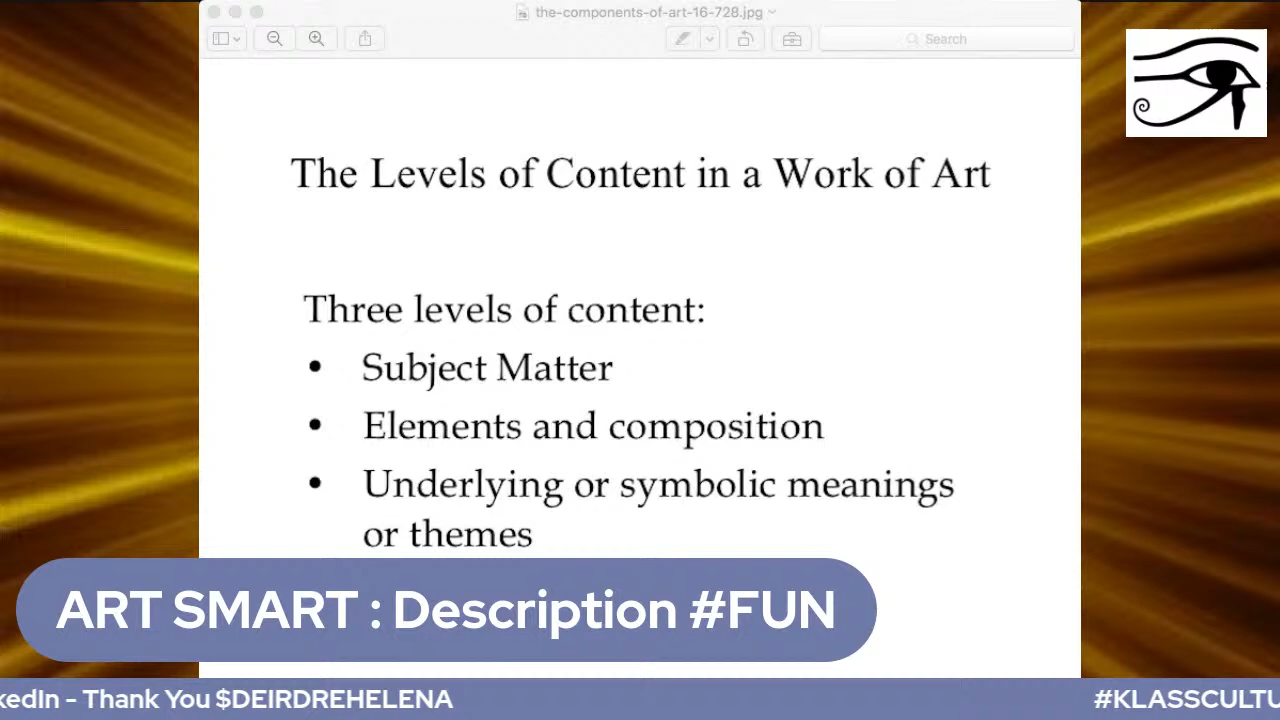 the-components-of-art-16-728.jpg
Search
The Levels of Content in a Work of Art
Three levels of content:
• Subject Matter
• Elements and composition
• Underlying or symbolic meanings
or themes
ART SMART : Description #FUN
kedIn - Thank You $DEIRDREHELENA
#KLASSCULTU